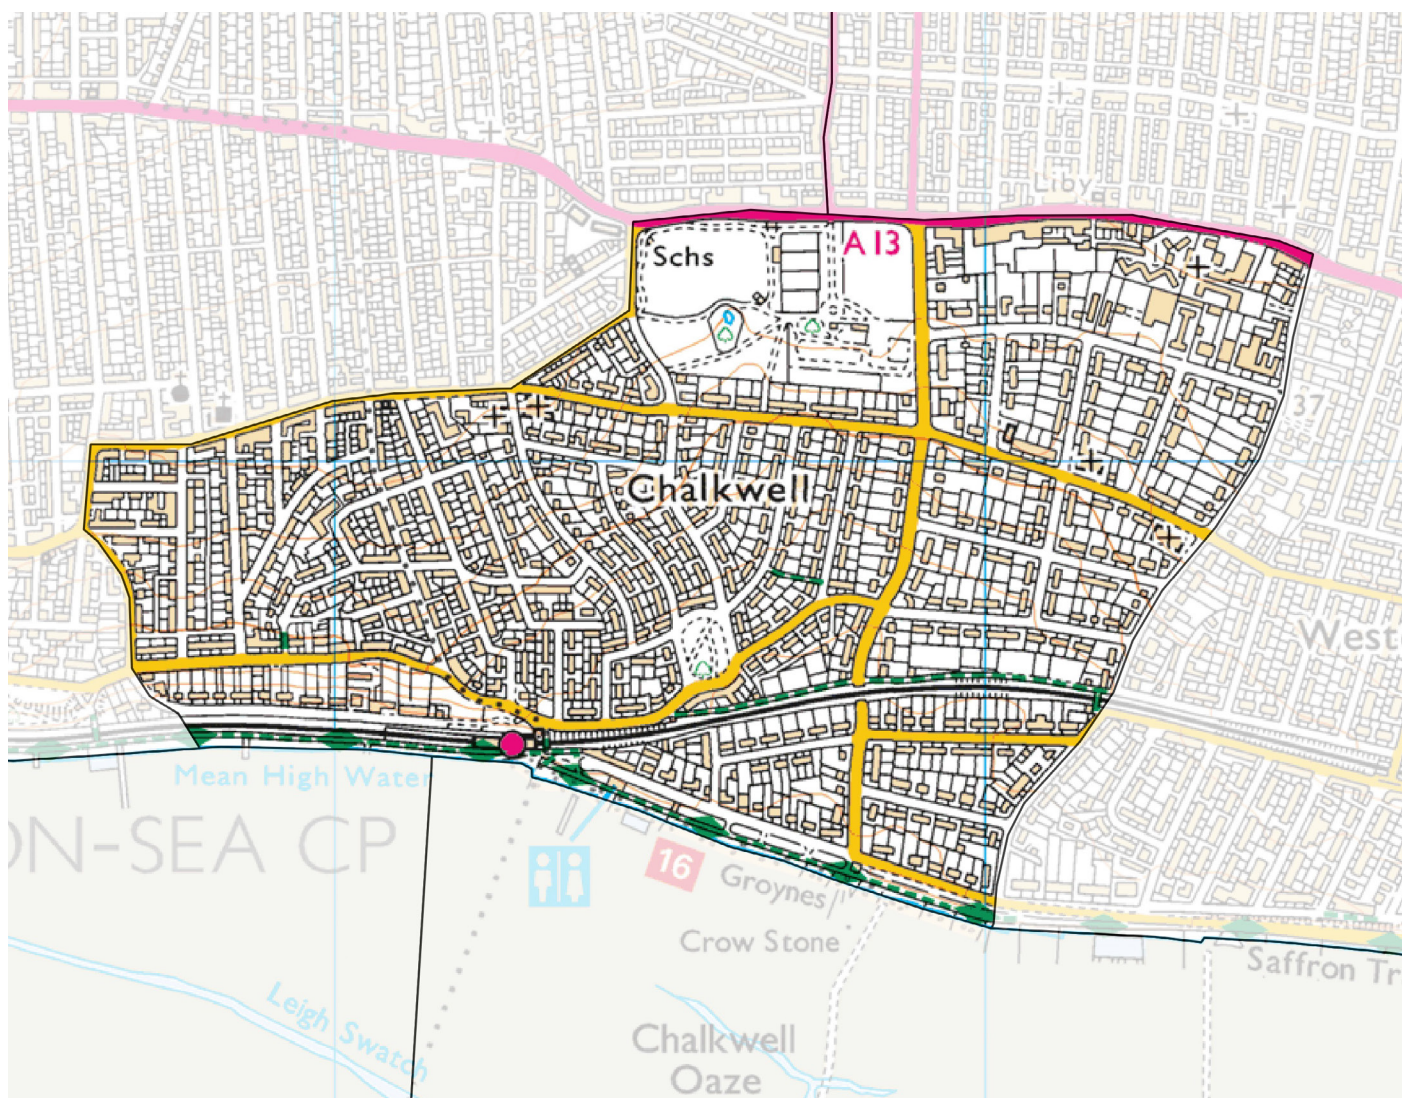 Liby
A13
Schs
37
Chalkwell
West
Mean High Water
ON-SEA CP
16
Groynes
Crow Stone
Saffron Tr
Leigh Swatch
Chalkwell
Oaze